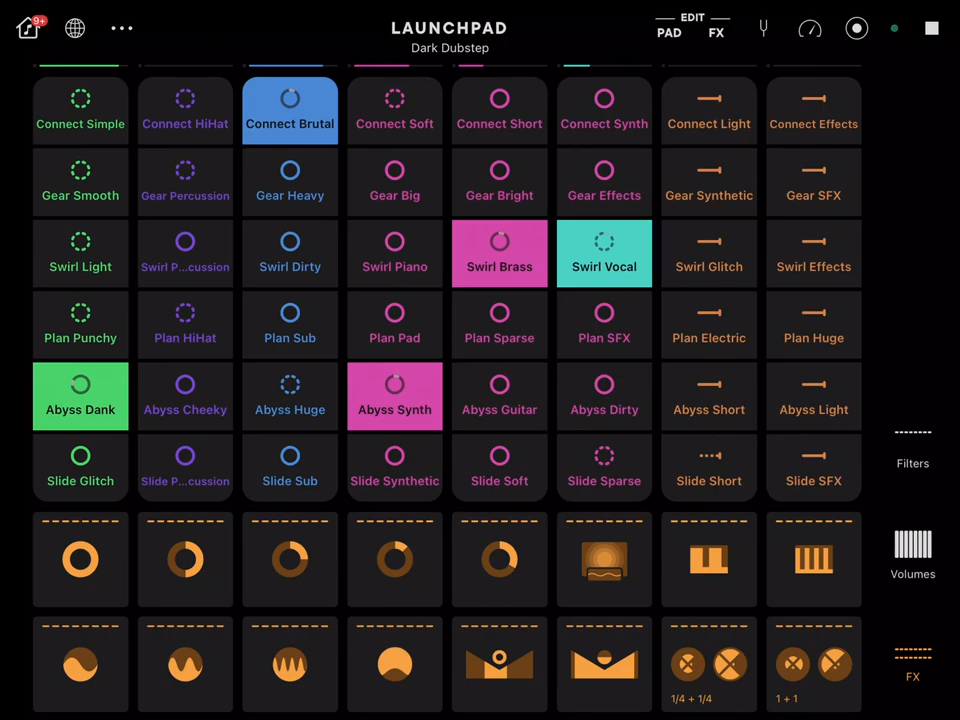 9+
LAUNCHPAD
Dark Dubstep
EDIT
PAD FX
Connect Simple Connect HiHat Connect Brutal Connect Soft Connect Short Connect Synth Connect Light Connect Effects
Gear Smooth Gear Percussion Gear Heavy Gear Big Gear Bright Gear Effects Gear Synthetic Gear SFX
Swirl Light Swirl P...cussion Swirl Dirty Swirl Piano Swirl Brass Swirl Vocal Swirl Glitch Swirl Effects
Plan Punchy Plan HiHat Plan Sub Plan Pad Plan Sparse Plan SFX Plan Electric Plan Huge
Abyss Dank Abyss Cheeky Abyss Huge Abyss Synth Abyss Guitar Abyss Dirty Abyss Short Abyss Light
Filters
Slide Glitch Slide P...cussion Slide Sub Slide Synthetic Slide Soft Slide Sparse Slide Short Slide SFX
Volumes
FX
1/4 + 1/4 1 + 1